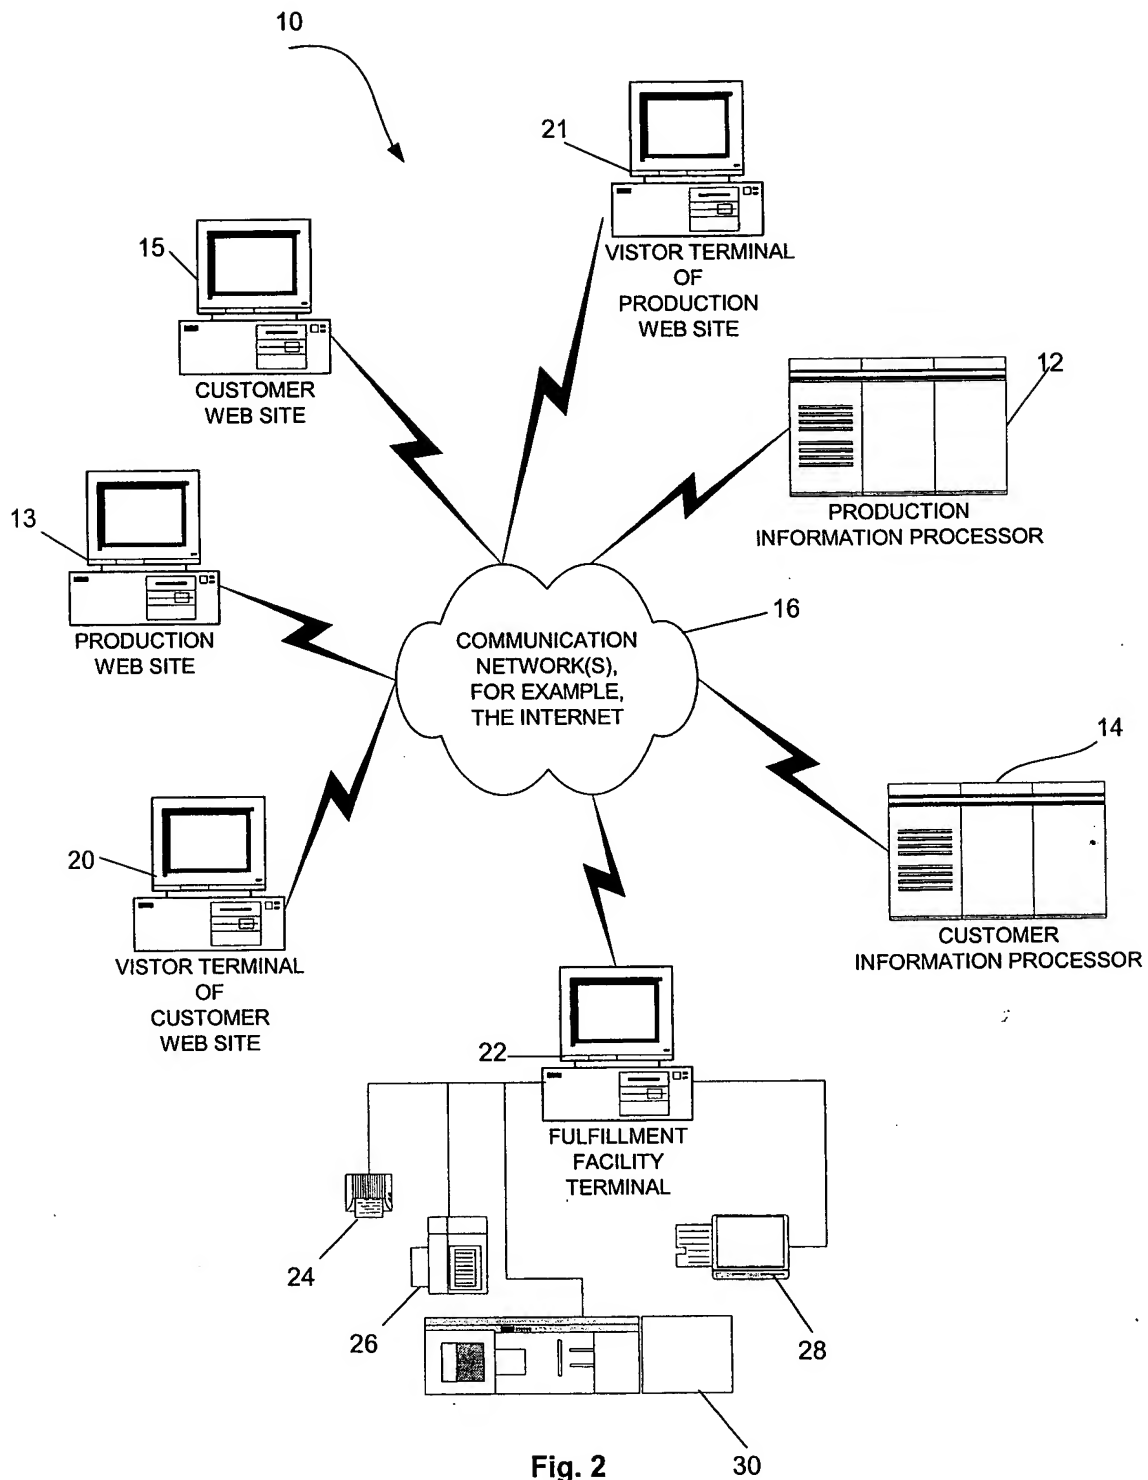 10
21
VISTOR TERMINAL
OF
PRODUCTION
WEB SITE
15
CUSTOMER
WEB SITE
12
PRODUCTION
INFORMATION PROCESSOR
13
PRODUCTION
WEB SITE
16
COMMUNICATION
NETWORK(S),
FOR EXAMPLE,
THE INTERNET
14
CUSTOMER
INFORMATION PROCESSOR
20
VISTOR TERMINAL
OF
CUSTOMER
WEB SITE
22
FULFILLMENT
FACILITY
TERMINAL
24
26
28
30
Fig. 2